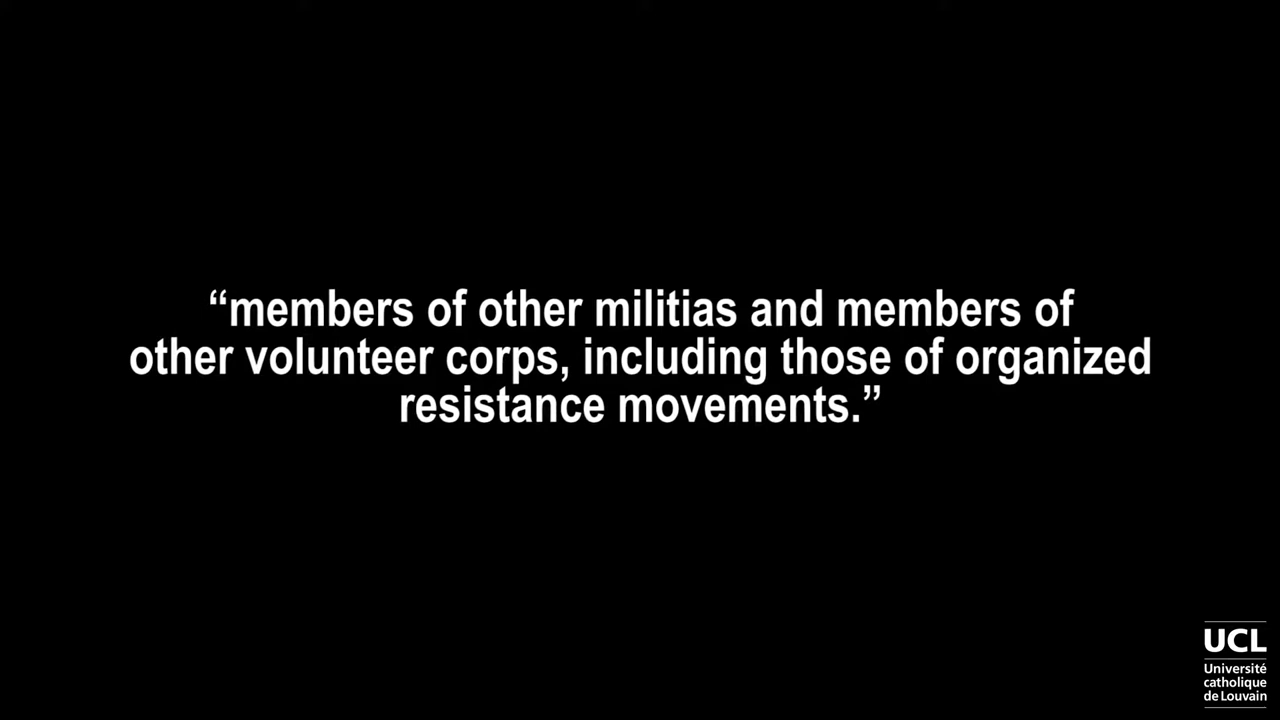 “members of other militias and members of
other volunteer corps, including those of organized
resistance movements.”
UCL
Université
catholique
de Louvain